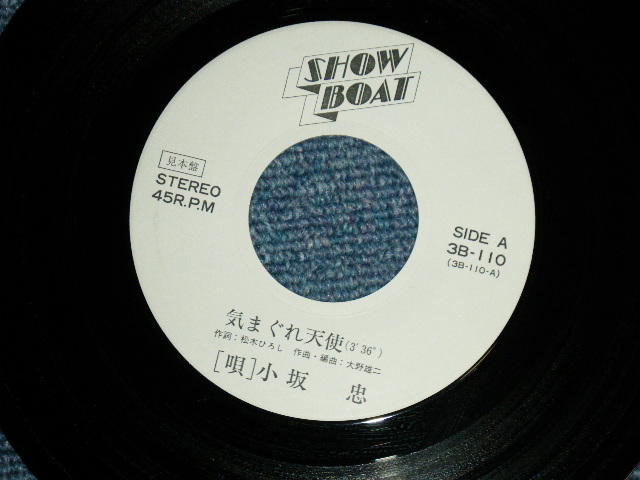 SHOW
BOAT
見本盤
STEREO
45R.P.M
SIDE A
3B-110
(3B-110-A)
気まぐれ天使(3′36″)
作詞：松木ひろし 作曲・編曲：大野雄二
[唄]小坂 忠